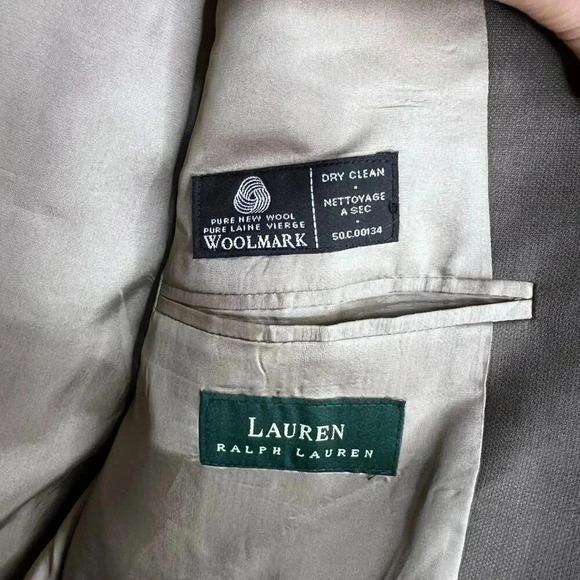 PURE NEW WOOL
PURE LAINE VIERGE
WOOLMARK
DRY CLEAN
NETTOYAGE
A SEC
50.C.00134
LAUREN
RALPH LAUREN